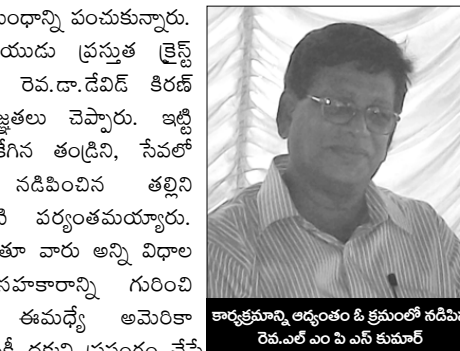 సంధాన్ని పంచుకున్నారు.
యుడు ప్రస్తుత క్రైస్ట్
రెవ.డా.డేవిడ్ కిరణ్
జ్ఞతలు చెప్పారు. ఇట్టి
కేగిన తండ్రిని, సేవలో
నడిపించిన తల్లిని
పర్యంతమయ్యారు.
తూ వారు అన్ని విధాల
సహకారాన్ని గురించి
ఈమధ్యే అమెరికా
కార్యక్రమాన్ని ఆద్యంతం ఓ క్రమంలో నడిపి
రెవ.ఎల్ ఎం పి ఎస్ కుమార్